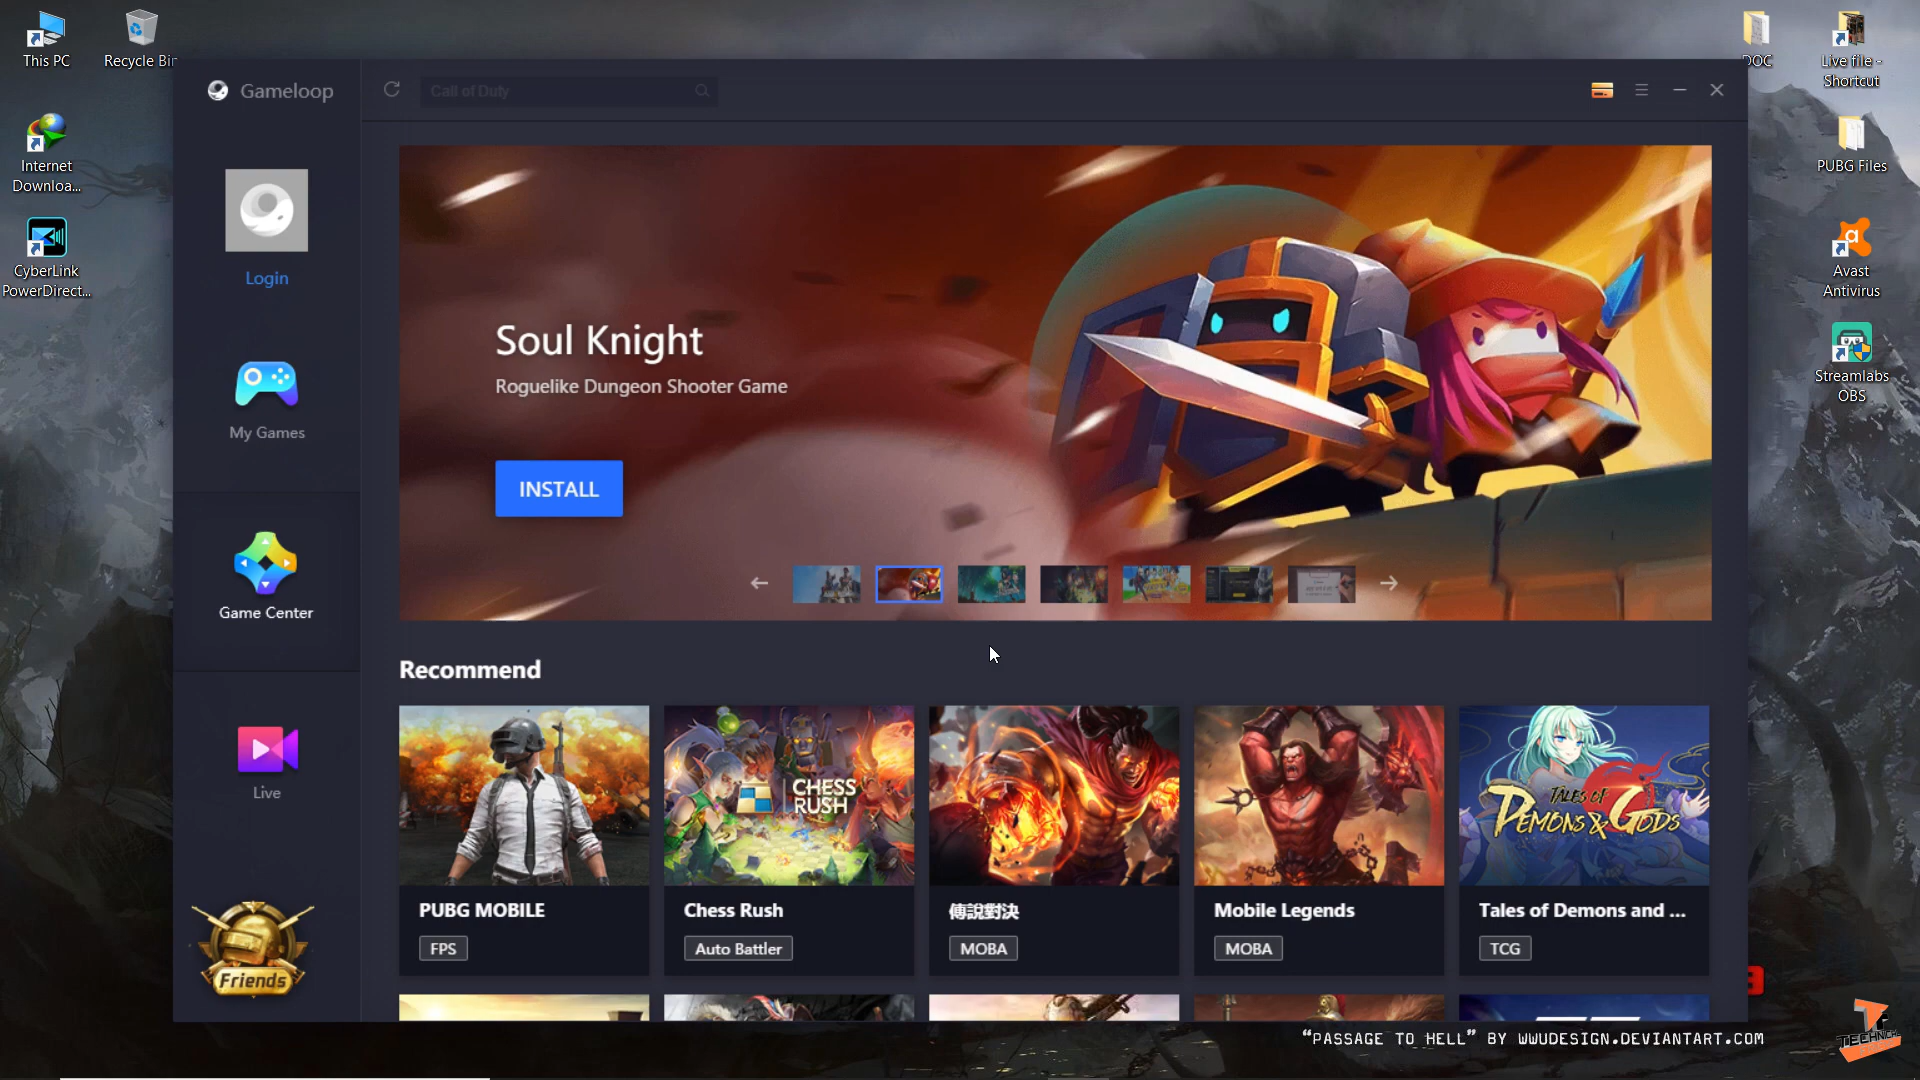 This PC
Recycle Bin
DOC
Live file -
Shortcut
Gameloop
Call of Duty
Internet
Downloa...
PUBG Files
Login
CyberLink
PowerDirect...
Avast
Antivirus
Soul Knight
Roguelike Dungeon Shooter Game
Streamlabs
OBS
My Games
INSTALL
Game Center
Recommend
CHESS
RUSH
TALES OF
DEMONS & GODS
Live
PUBG MOBILE
Chess Rush
傳說對決
Mobile Legends
Tales of Demons and ...
FPS
Auto Battler
MOBA
MOBA
TCG
Friends
"PASSAGE TO HELL" BY WWUDESIGN.DEVIANTART.COM